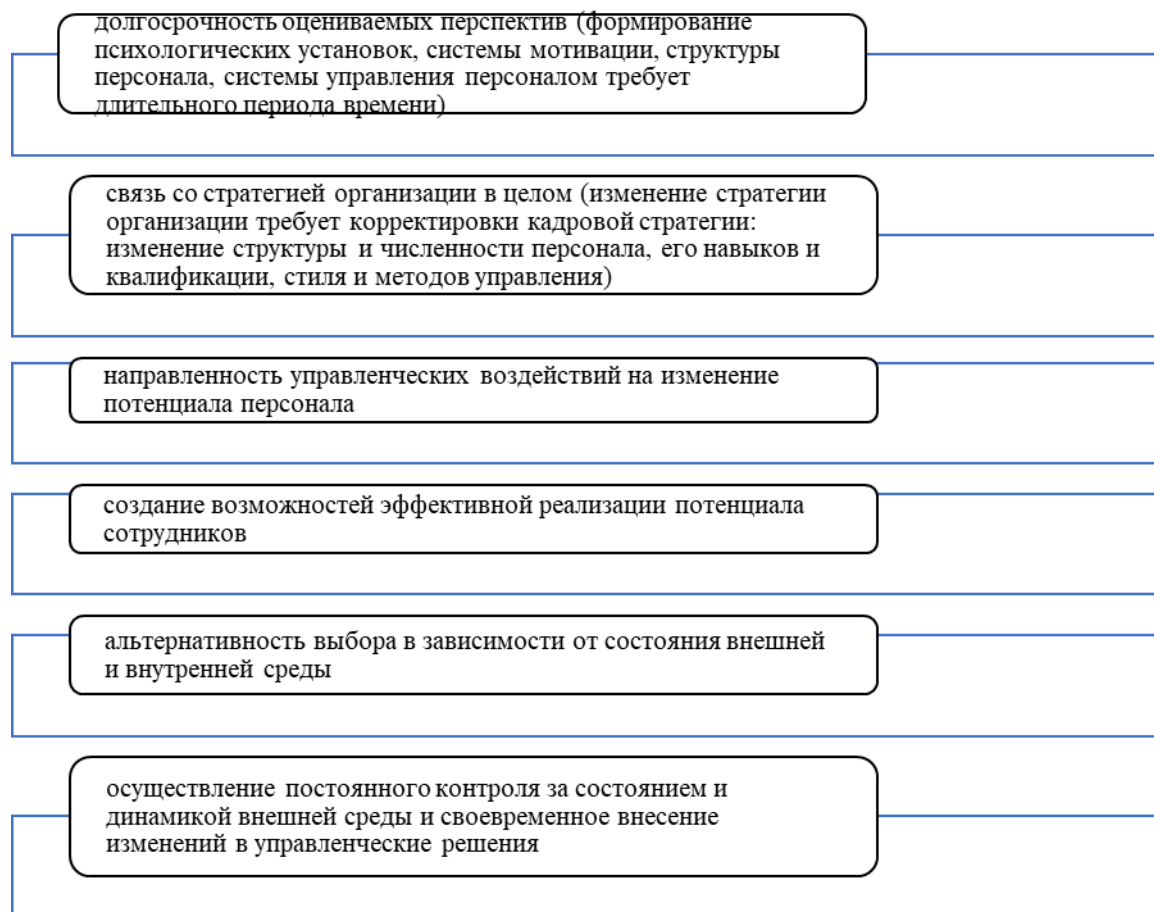 долгосрочность оцениваемых перспектив (формирование
психологических установок, системы мотивации, структуры
персонала, системы управления персоналом требует
длительного периода времени)
связь со стратегией организации в целом (изменение стратегии
организации требует корректировки кадровой стратегии:
изменение структуры и численности персонала, его навыков и
квалификации, стиля и методов управления)
направленность управленческих воздействий на изменение
потенциала персонала
создание возможностей эффективной реализации потенциала
сотрудников
альтернативность выбора в зависимости от состояния внешней
и внутренней среды
осуществление постоянного контроля за состоянием и
динамикой внешней среды и своевременное внесение
изменений в управленческие решения